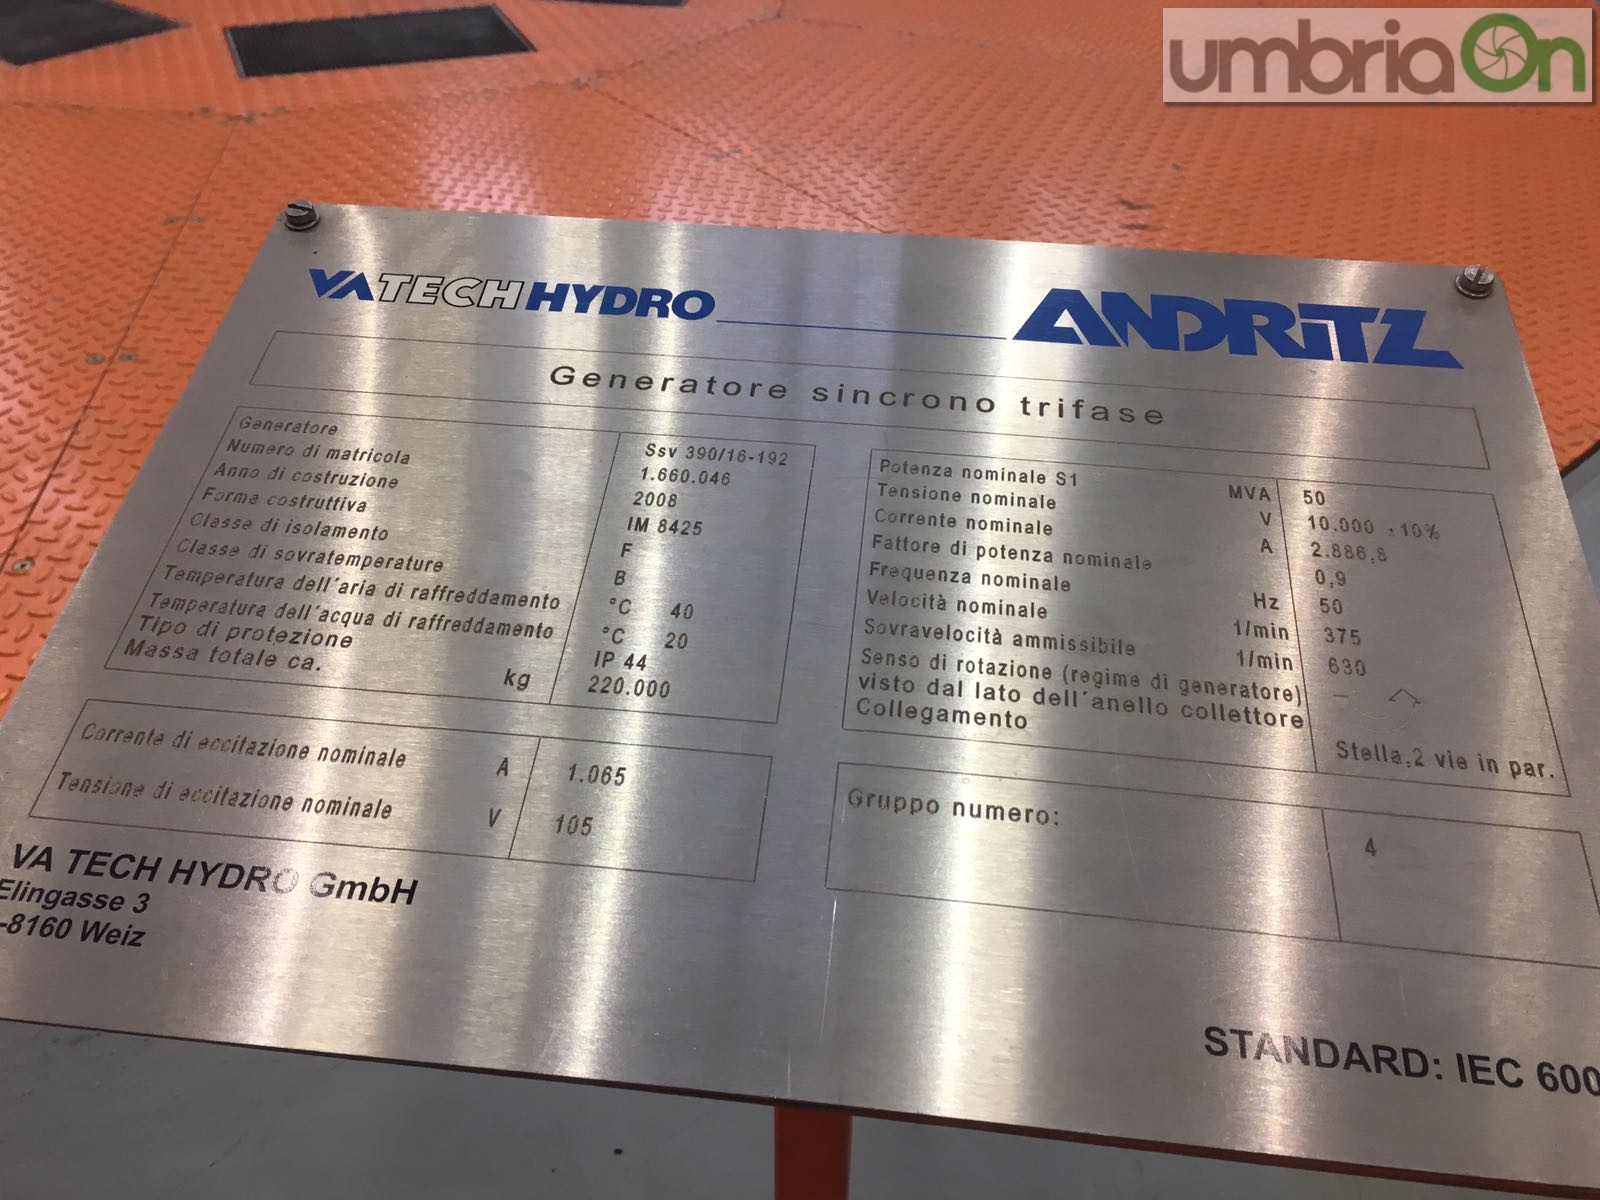 umbriaOn
VATECHHYDRO ANDRITZ
Generatore sincrono trifase
Generatore Ssv 390/16-192
Numero di matricola 1.660.046
Anno di costruzione 2008
Forma costruttiva IM 8425
Classe di isolamento F
Classe di sovratemperature B
Temperatura dell´aria di raffreddamento °C 40
Temperatura dell´acqua di raffreddamento °C 20
Tipo di protezione IP 44
Massa totale ca. kg 220.000
Potenza nominale S1 MVA 50
Tensione nominale V 10.000 ±10%
Corrente nominale A 2.886,8
Fattore di potenza nominale 0,9
Frequenza nominale Hz 50
Velocità nominale 1/min 375
Sovravelocità ammissibile 1/min 630
Senso di rotazione (regime di generatore) –
visto dal lato dell´anello collettore
Collegamento Stella,2 vie in par.
Corrente di eccitazione nominale A 1.065
Tensione di eccitazione nominale V 105
Gruppo numero: 4
VA TECH HYDRO GmbH
Elingasse 3
-8160 Weiz
STANDARD: IEC 600